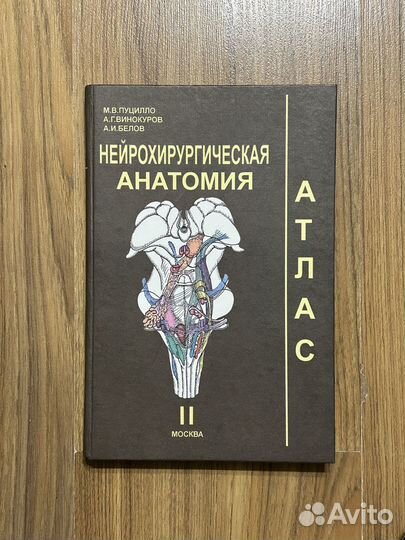 М.В.ПУЦИЛЛО
А.Г.ВИНОКУРОВ
А.И.БЕЛОВ
НЕЙРОХИРУРГИЧЕСКАЯ
АНАТОМИЯ
АТЛАС
II
МОСКВА
Avito